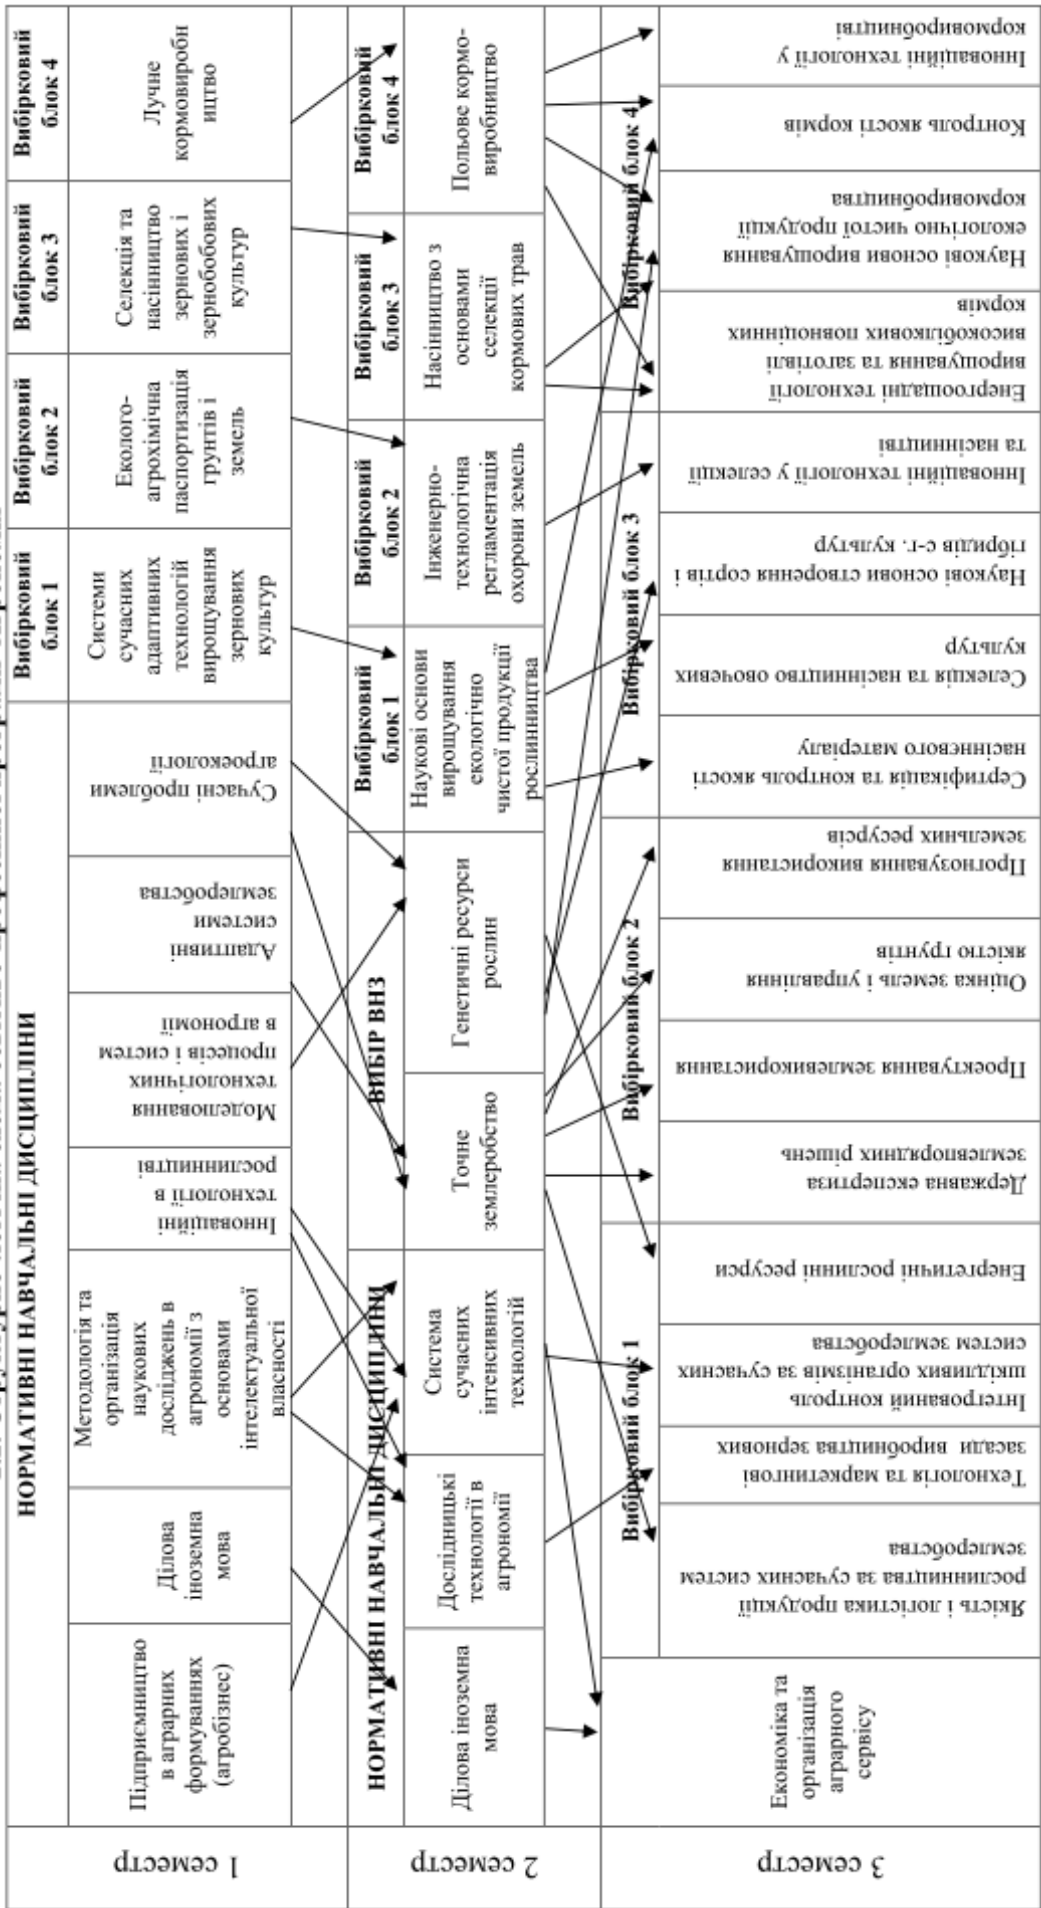 НОРМАТИВНІ НАВЧАЛЬНІ ДИСЦИПЛІНИ
Вибірковий
блок 1
Вибірковий
блок 2
Вибірковий
блок 3
Вибірковий
блок 4
1 семестр
Підприємництво
в аграрних
формуваннях
(агробізнес)
Ділова
іноземна
мова
Методологія та
організація
наукових
досліджень в
агрономії з
основами
інтелектуальної
власності
Інноваційні
технології в
рослинництві
Моделювання
технологічних
процесів і систем
в агрономії
Адаптивні
системи
землеробства
Сучасні проблеми
агроекології
Системи
сучасних
адаптивних
технологій
вирощування
зернових
культур
Еколого-
агрохімічна
паспортизація
грунтів і
земель
Селекція та
насінництво
зернових і
зернобобових
культур
Лучне
кормовиробн
ицтво
2 семестр
НОРМАТИВНІ НАВЧАЛЬНІ ДИСЦИПЛІНИ
ВИБІР ВНЗ
Вибірковий
блок 1
Вибірковий
блок 2
Вибірковий
блок 3
Вибірковий
блок 4
Ділова іноземна
мова
Дослідницькі
технології в
агрономії
Система
сучасних
інтенсивних
технологій
Точне
землеробство
Генетичні ресурси
рослин
Наукові основи
вирощування
екологічно
чистої продукції
рослинництва
Інженерно-
технологічна
регламентація
охорони земель
Насінництво з
основами
селекції
кормових трав
Польове кормо-
виробництво
3 семестр
Економіка та
організація
аграрного
сервісу
Вибірковий блок 1
Якість і логістика продукції
рослинництва за сучасних систем
землеробства
Технологія та маркетингові
засади виробництва зернових
Інтегрований контроль
шкідливих організмів за сучасних
систем землеробства
Енергетичні рослинні ресурси
Вибірковий блок 2
Державна експертиза
землевпорядних рішень
Проектування землевикористання
Оцінка земель і управління
якістю грунтів
Прогнозування використання
земельних ресурсів
Вибірковий блок 3
Сертифікація та контроль якості
насіннєвого матеріалу
Селекція та насінництво овочевих
культур
Наукові основи створення сортів і
гібридів с-г. культур
Інноваційні технології у селекції
та насінництві
Вибірковий блок 4
Енергоощадні технології
вирощування та заготівлі
високобілкових повноцінних
кормів
Наукові основи вирощування
екологічно чистої продукції
кормовиробництва
Контроль якості кормів
Інноваційні технології у
кормовиробництві